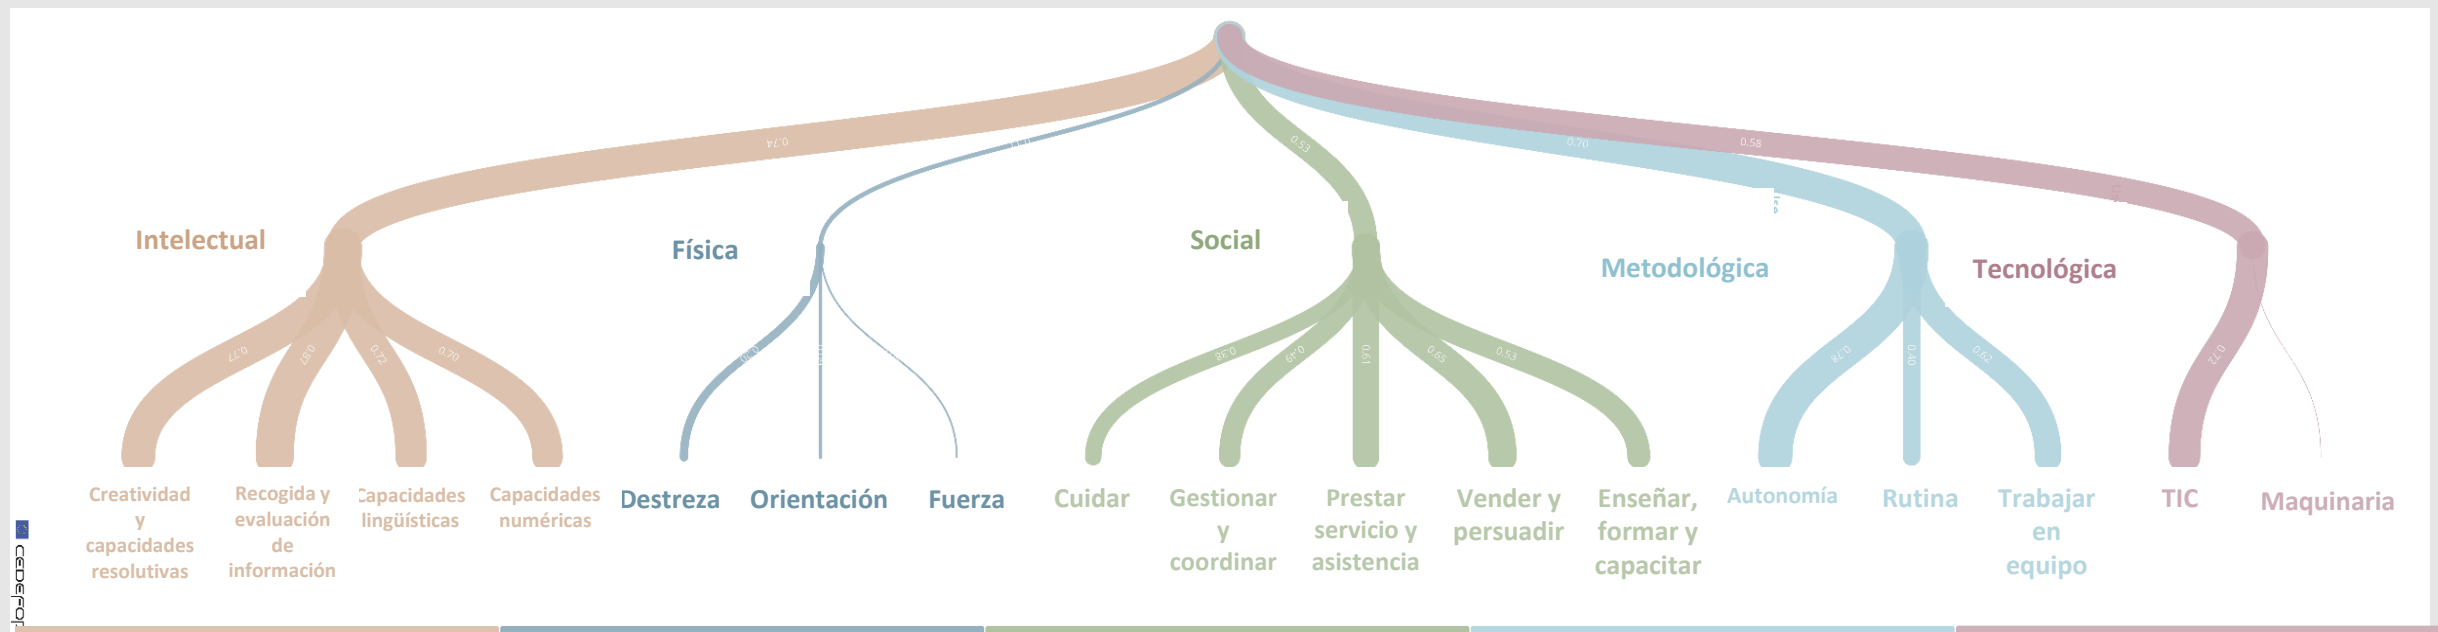 0.74
0.53
0.70
0.58
Intelectual
Física
Social
Metodológica
Tecnológica
0.77
0.87
0.72
0.70
0.38
0.49
0.61
0.65
0.53
0.78
0.40
0.62
0.72
Creatividad
y
capacidades
resolutivas
Recogida y
evaluación
de
información
Capacidades
lingüísticas
Capacidades
numéricas
Destreza
Orientación
Fuerza
Cuidar
Gestionar
y
coordinar
Prestar
servicio y
asistencia
Vender y
persuadir
Enseñar,
formar y
capacitar
Autonomía
Rutina
Trabajar
en
equipo
TIC
Maquinaria
CEDEFOP